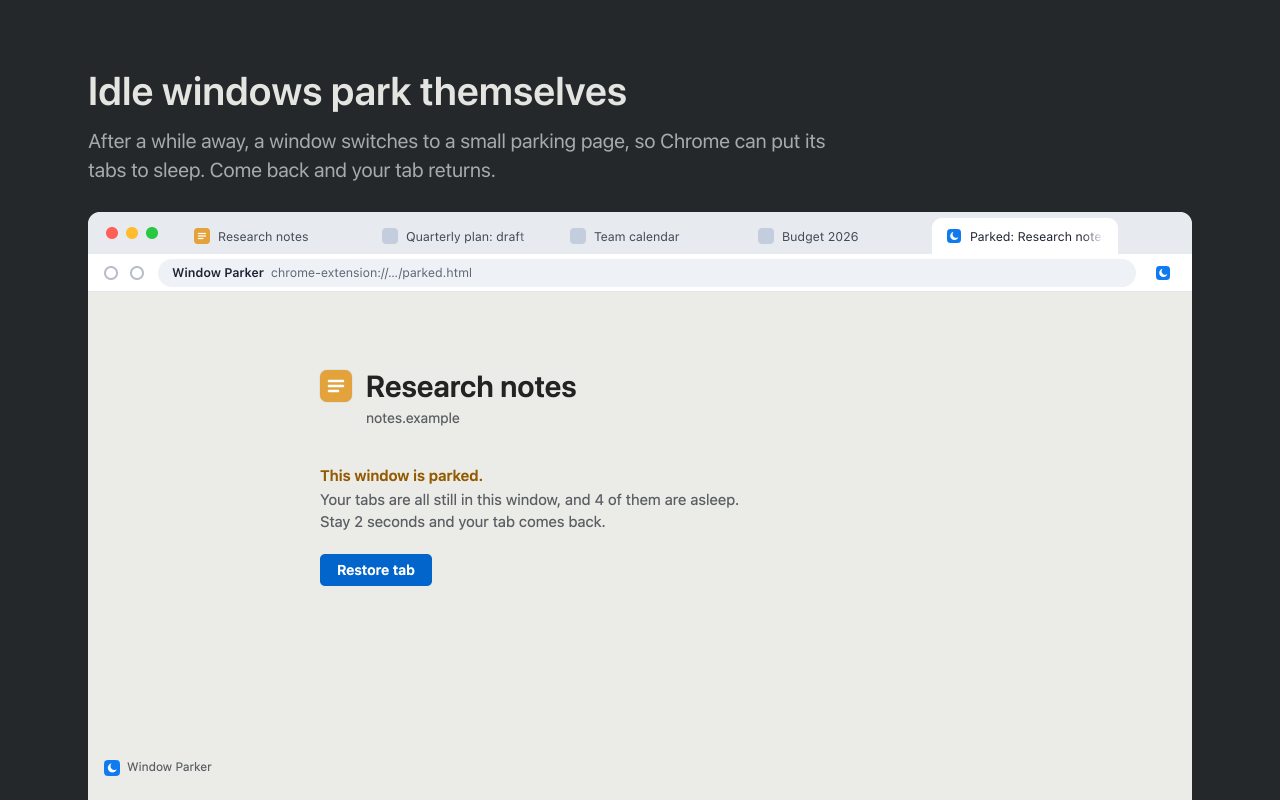 Idle windows park themselves
After a while away, a window switches to a small parking page, so Chrome can put its
tabs to sleep. Come back and your tab returns.
Research notes
Quarterly plan: draft
Team calendar
Budget 2026
Parked: Research note
Window Parker chrome-extension://…/parked.html
Research notes
notes.example
This window is parked.
Your tabs are all still in this window, and 4 of them are asleep.
Stay 2 seconds and your tab comes back.
Restore tab
Window Parker